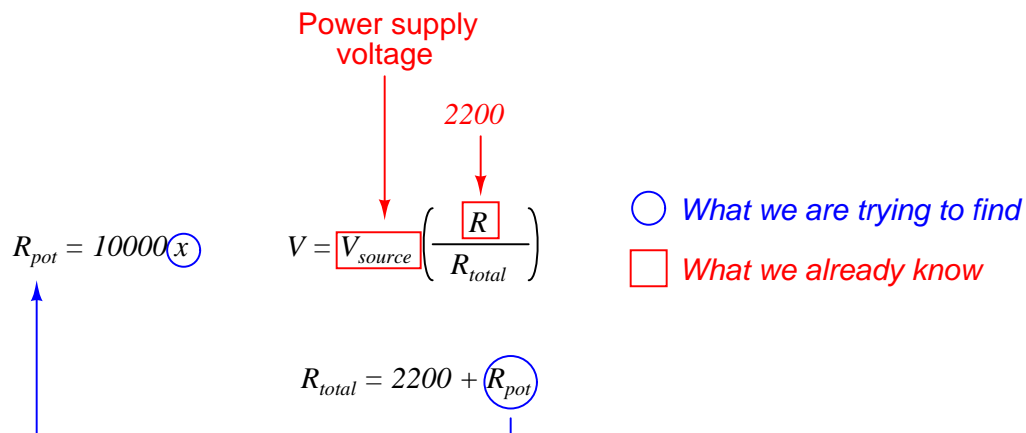 Power supply
voltage
2200
R_pot = 10000 x
V = V_source ( R / R_total )
What we are trying to find
What we already know
R_total = 2200 + R_pot